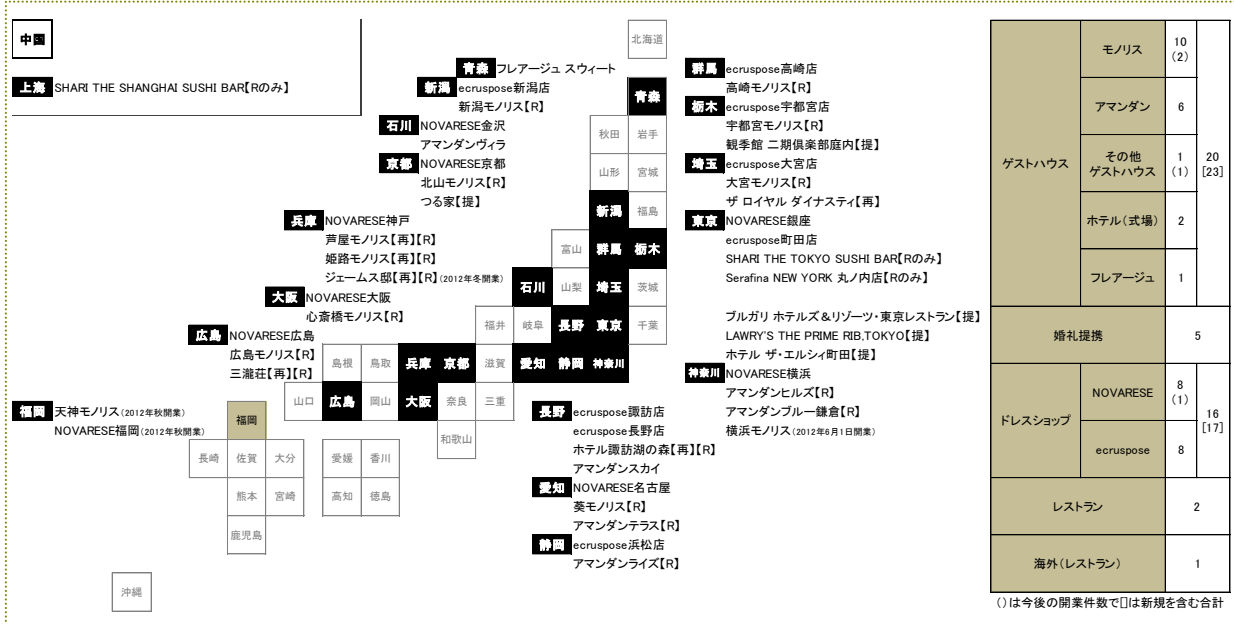 中国
上海 SHARI THE SHANGHAI SUSHI BAR【Rのみ】
青森 フレアージュ スウィート
新潟 ecruspose新潟店
新潟モノリス【R】
石川 NOVARESE金沢
アマンダンヴィラ
京都 NOVARESE京都
北山モノリス【R】
つる家【提】
兵庫 NOVARESE神戸
芦屋モノリス【再】【R】
姫路モノリス【再】【R】
ジェームス邸【再】【R】(2012年冬開業)
大阪 NOVARESE大阪
心斎橋モノリス【R】
広島 NOVARESE広島
広島モノリス【R】
三瀧荘【再】【R】
福岡 天神モノリス(2012年秋開業)
NOVARESE福岡(2012年秋開業)
北海道
青森
秋田 岩手
山形 宮城
新潟 福島
富山 群馬 栃木
石川 山梨 埼玉 茨城
福井 岐阜 長野 東京 千葉
島根 鳥取 兵庫 京都 滋賀 愛知 静岡 神奈川
山口 広島 岡山 大阪 奈良 三重
福岡
和歌山
長崎 佐賀 大分 愛媛 香川
熊本 宮崎 高知 徳島
鹿児島
沖縄
群馬 ecruspose高崎店
高崎モノリス【R】
栃木 ecruspose宇都宮店
宇都宮モノリス【R】
観季館 二期倶楽部庭内【提】
埼玉 ecruspose大宮店
大宮モノリス【R】
ザ ロイヤル ダイナスティ【再】
東京 NOVARESE銀座
ecruspose町田店
SHARI THE TOKYO SUSHI BAR【Rのみ】
Serafina NEW YORK 丸ノ内店【Rのみ】
ブルガリ ホテルズ&リゾーツ・東京レストラン【提】
LAWRY'S THE PRIME RIB,TOKYO【提】
ホテル ザ・エルシィ町田【提】
神奈川 NOVARESE横浜
アマンダンヒルズ【R】
アマンダンブルー鎌倉【R】
横浜モノリス(2012年6月1日開業)
長野 ecruspose諏訪店
ecruspose長野店
ホテル諏訪湖の森【再】【R】
アマンダンスカイ
愛知 NOVARESE名古屋
葵モノリス【R】
アマンダンテラス【R】
静岡 ecruspose浜松店
アマンダンライズ【R】
ゲストハウス モノリス 10 (2) 20 [23]
アマンダン 6
その他 ゲストハウス 1 (1)
ホテル(式場) 2
フレアージュ 1
婚礼提携 5
ドレスショップ NOVARESE 8 (1) 16 [17]
ecruspose 8
レストラン 2
海外(レストラン) 1
()は今後の開業件数で[]は新規を含む合計